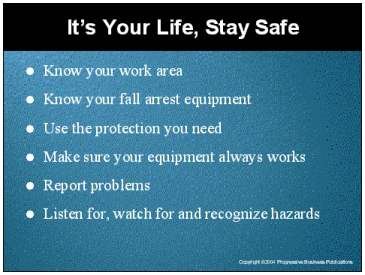 It's Your Life, Stay Safe
● Know your work area
● Know your fall arrest equipment
● Use the protection you need
● Make sure your equipment always works
● Report problems
● Listen for, watch for and recognize hazards
Copyright ©2004 Progressive Business Publications